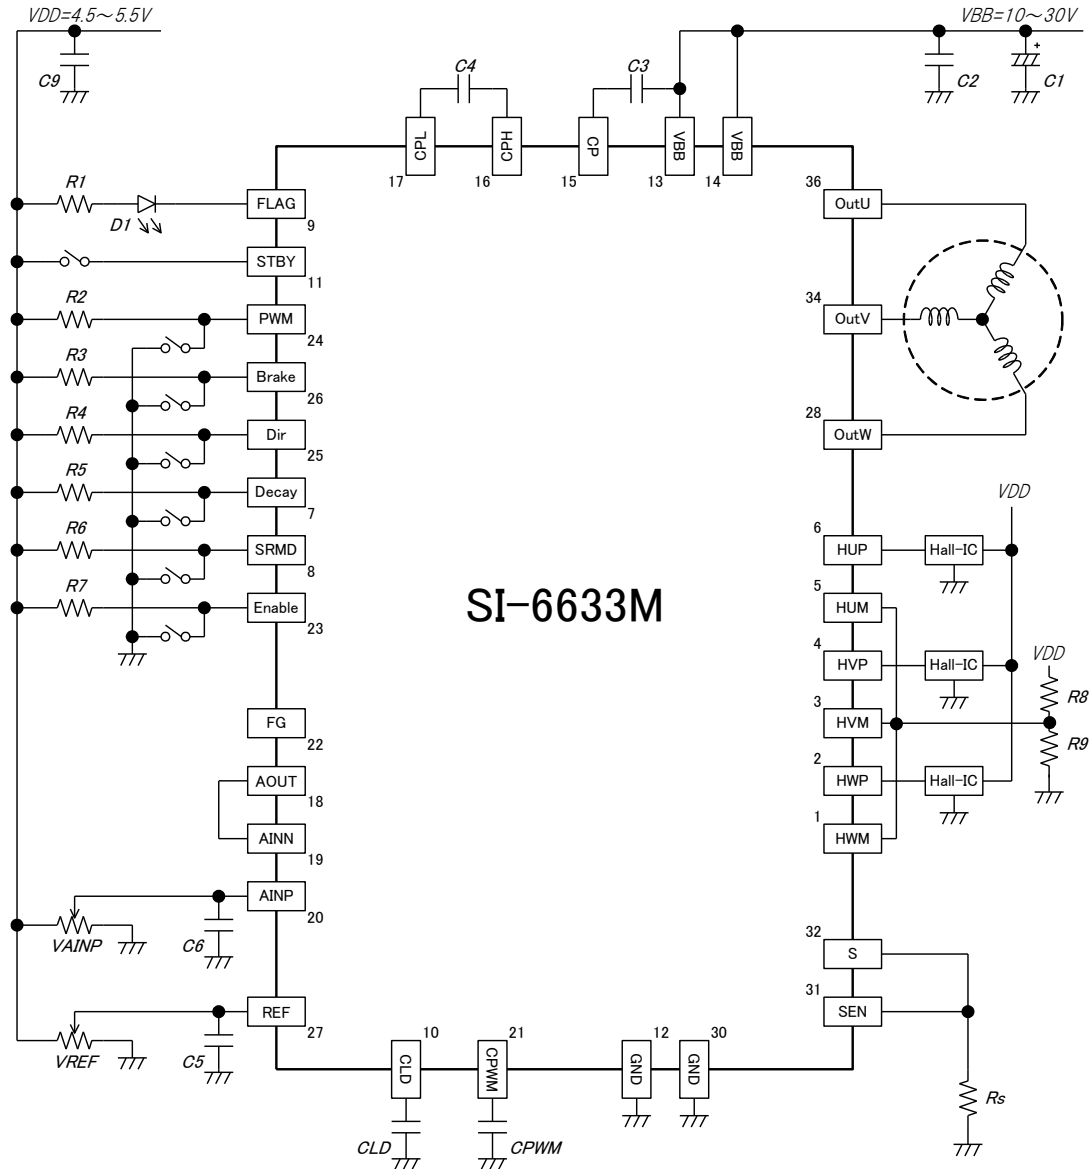 VDD=4.5～5.5V
VBB=10～30V
C9
C4
C3
C2
+
C1
CPL
CPH
CP
VBB
VBB
17
16
15
13
14
R1
D1
FLAG
9
STBY
11
R2
PWM
24
R3
Brake
26
R4
Dir
25
R5
Decay
7
R6
SRMD
8
R7
Enable
23
FG
22
AOUT
18
AINN
19
AINP
20
VAINP
C6
REF
27
VREF
C5
SI-6633M
36
OutU
34
OutV
28
OutW
VDD
6
HUP
Hall-IC
5
HUM
4
HVP
Hall-IC
VDD
R8
3
HVM
R9
2
HWP
Hall-IC
1
HWM
32
S
31
SEN
Rs
10
CLD
21
CPWM
12
GND
30
GND
CLD
CPWM